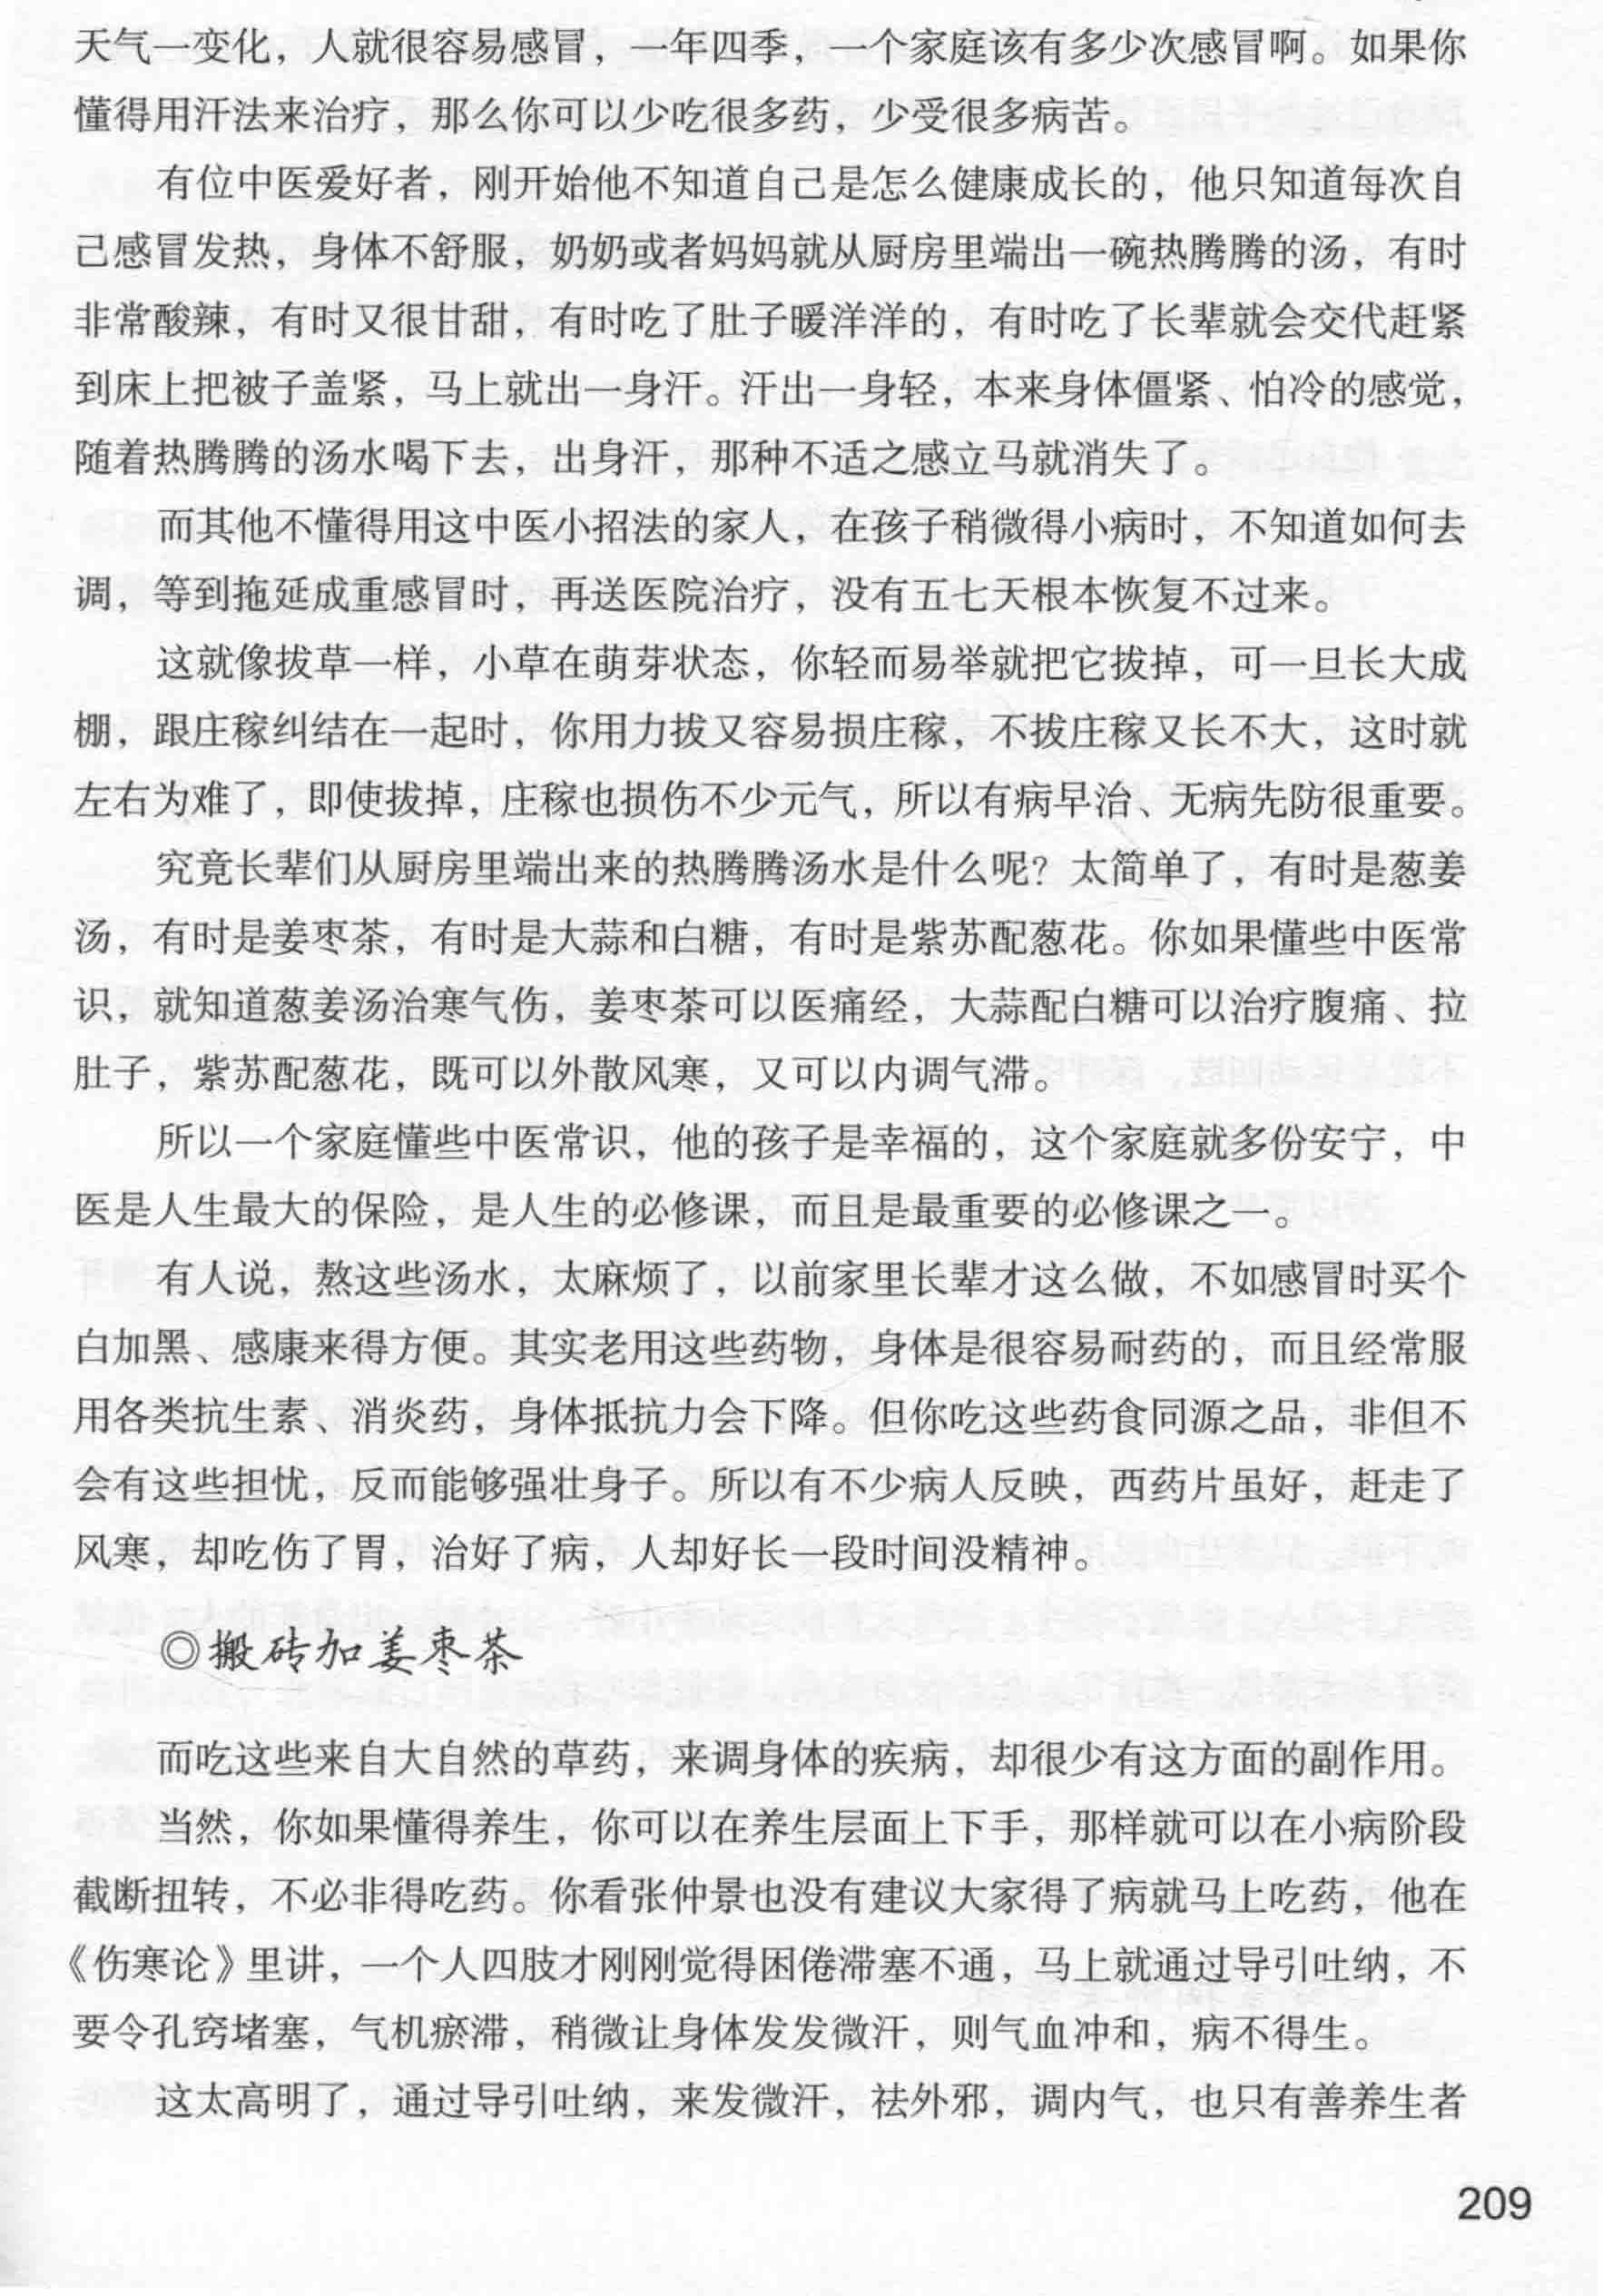 天气一变化，人就很容易感冒，一年四季，一个家庭该有多少次感冒啊。如果你
懂得用汗法来治疗，那么你可以少吃很多药，少受很多病苦。
有位中医爱好者，刚开始他不知道自己是怎么健康成长的，他只知道每次自
己感冒发热，身体不舒服，奶奶或者妈妈就从厨房里端出一碗热腾腾的汤，有时
非常酸辣，有时又很甘甜，有时吃了肚子暖洋洋的，有时吃了长辈就会交代赶紧
到床上把被子盖紧，马上就出一身汗。汗出一身轻，本来身体僵紧、怕冷的感觉，
随着热腾腾的汤水喝下去，出身汗，那种不适之感立马就消失了。
而其他不懂得用这中医小招法的家人，在孩子稍微得小病时，不知道如何去
调，等到拖延成重感冒时，再送医院治疗，没有五七天根本恢复不过来。
这就像拔草一样，小草在萌芽状态，你轻而易举就把它拔掉，可一旦长大成
棚，跟庄稼纠结在一起时，你用力拔又容易损庄稼，不拔庄稼又长不大，这时就
左右为难了，即使拔掉，庄稼也损伤不少元气，所以有病早治、无病先防很重要。
究竟长辈们从厨房里端出来的热腾腾汤水是什么呢？太简单了，有时是葱姜
汤，有时是姜枣茶，有时是大蒜和白糖，有时是紫苏配葱花。你如果懂些中医常
识，就知道葱姜汤治寒气伤，姜枣茶可以医痛经，大蒜配白糖可以治疗腹痛、拉
肚子，紫苏配葱花，既可以外散风寒，又可以内调气滞。
所以一个家庭懂些中医常识，他的孩子是幸福的，这个家庭就多份安宁，中
医是人生最大的保险，是人生的必修课，而且是最重要的必修课之一。
有人说，熬这些汤水，太麻烦了，以前家里长辈才这么做，不如感冒时买个
白加黑、感康来得方便。其实老用这些药物，身体是很容易耐药的，而且经常服
用各类抗生素、消炎药，身体抵抗力会下降。但你吃这些药食同源之品，非但不
会有这些担忧，反而能够强壮身子。所以有不少病人反映，西药片虽好，赶走了
风寒，却吃伤了胃，治好了病，人却好长一段时间没精神。
◎搬砖加姜枣茶
而吃这些来自大自然的草药，来调身体的疾病，却很少有这方面的副作用。
当然，你如果懂得养生，你可以在养生层面上下手，那样就可以在小病阶段
截断扭转，不必非得吃药。你看张仲景也没有建议大家得了病就马上吃药，他在
《伤寒论》里讲，一个人四肢才刚刚觉得困倦滞塞不通，马上就通过导引吐纳，不
要令孔窍堵塞，气机瘀滞，稍微让身体发发微汗，则气血冲和，病不得生。
这太高明了，通过导引吐纳，来发微汗，祛外邪，调内气，也只有善养生者
209